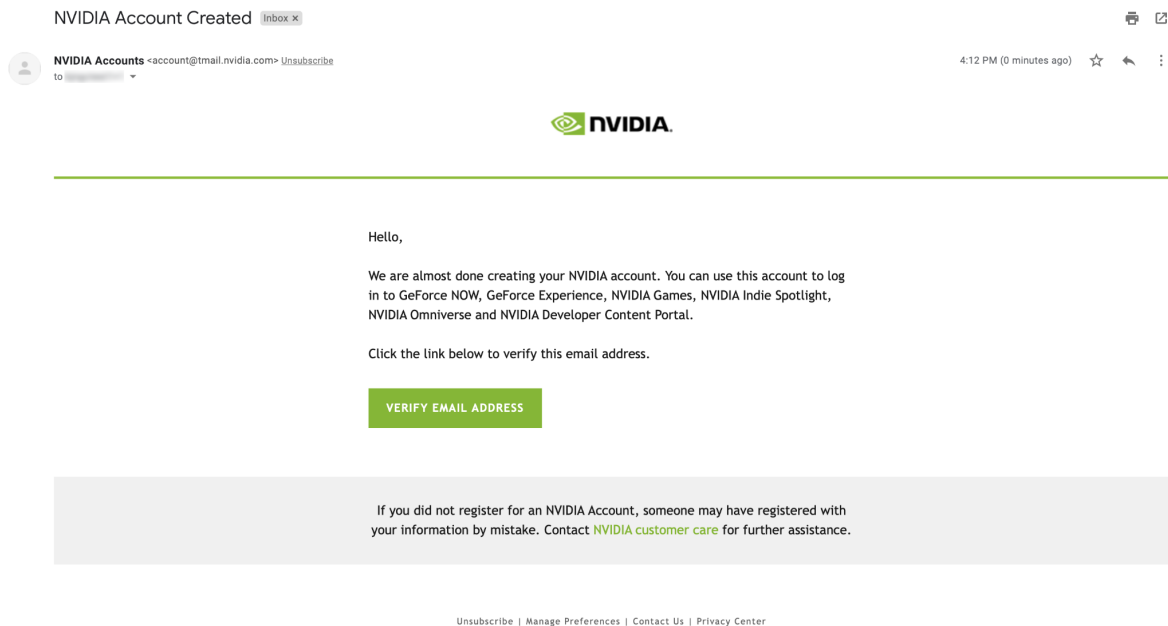 NVIDIA Account Created Inbox ×
NVIDIA Accounts <account@tmail.nvidia.com> Unsubscribe 4:12 PM (0 minutes ago)
to
NVIDIA.
Hello,
We are almost done creating your NVIDIA account. You can use this account to log
in to GeForce NOW, GeForce Experience, NVIDIA Games, NVIDIA Indie Spotlight,
NVIDIA Omniverse and NVIDIA Developer Content Portal.
Click the link below to verify this email address.
VERIFY EMAIL ADDRESS
If you did not register for an NVIDIA Account, someone may have registered with
your information by mistake. Contact NVIDIA customer care for further assistance.
Unsubscribe | Manage Preferences | Contact Us | Privacy Center